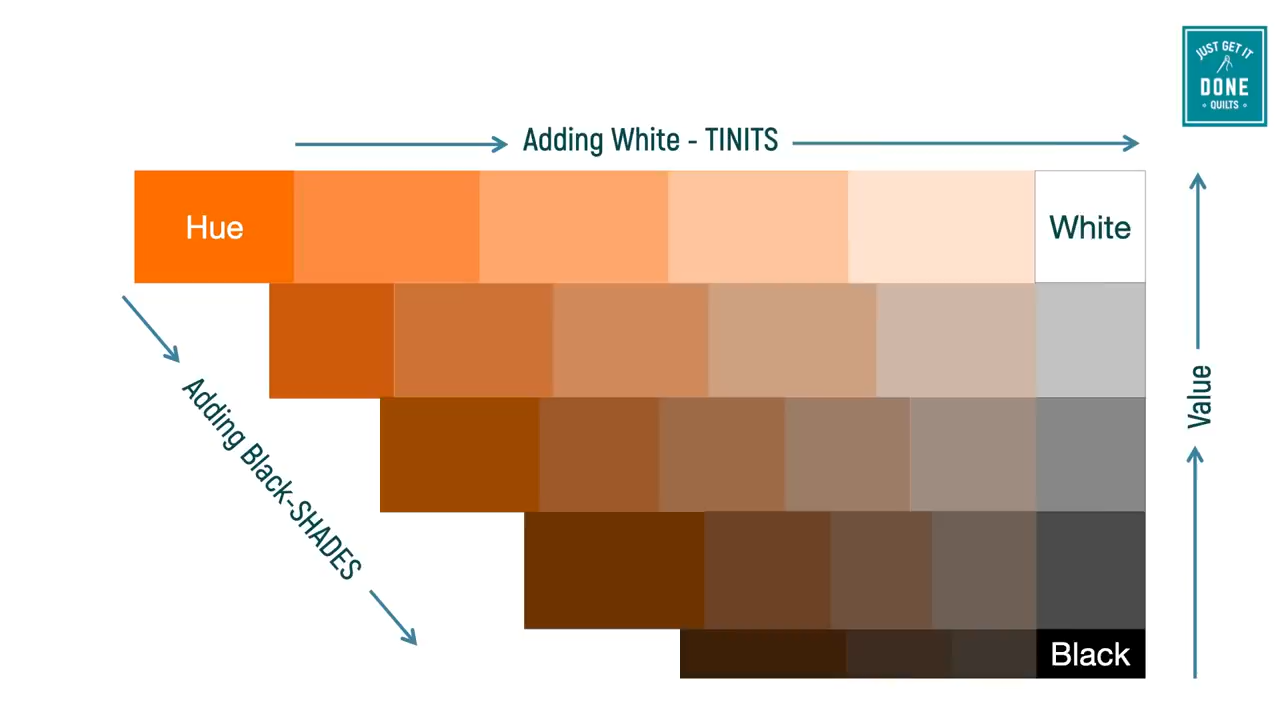 JUST GET IT
DONE
QUILTS
Adding White - TINITS
Hue
White
Value
Adding Black-SHADES
Black